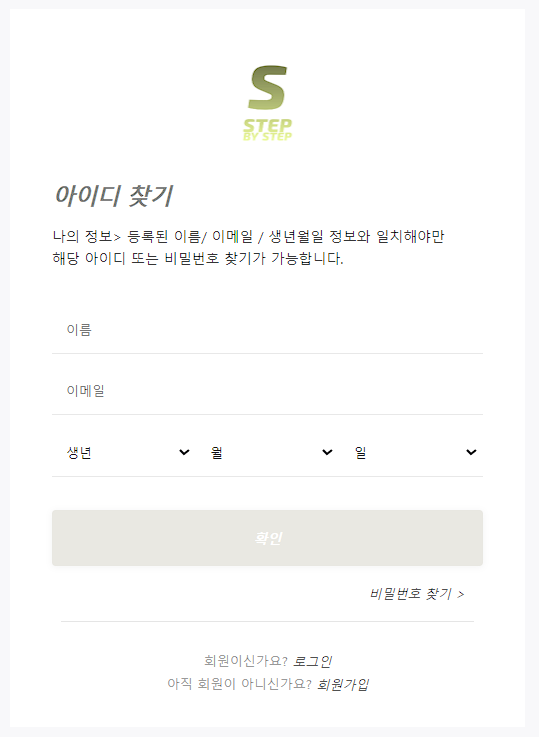 S
STEP
BY STEP
아이디 찾기
나의 정보> 등록된 이름/ 이메일 / 생년월일 정보와 일치해야만
해당 아이디 또는 비밀번호 찾기가 가능합니다.
이름
이메일
생년 월 일
확인
비밀번호 찾기 >
회원이신가요? 로그인
아직 회원이 아니신가요? 회원가입